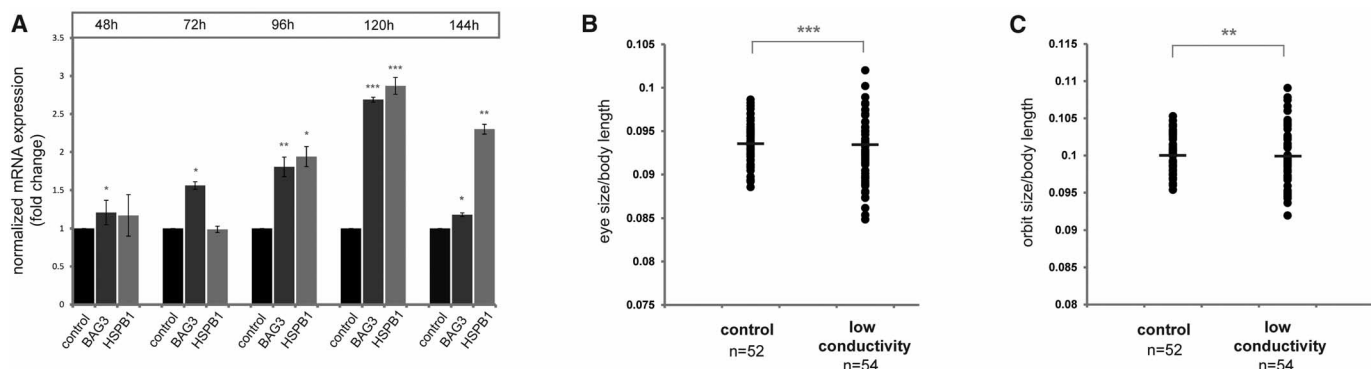 A
48h 72h 96h 120h 144h
normalized mRNA expression
(fold change)
3.5
3
2.5
2
1.5
1
0.5
0
* * ** * *** *** * **
control BAG3 HSPB1 control BAG3 HSPB1 control BAG3 HSPB1 control BAG3 HSPB1 control BAG3 HSPB1
B
***
eye size/body length
0.105
0.1
0.095
0.09
0.085
0.08
0.075
control
n=52
low
conductivity
n=54
C
**
orbit size/body length
0.115
0.11
0.105
0.1
0.095
0.09
0.085
0.08
control
n=52
low
conductivity
n=54